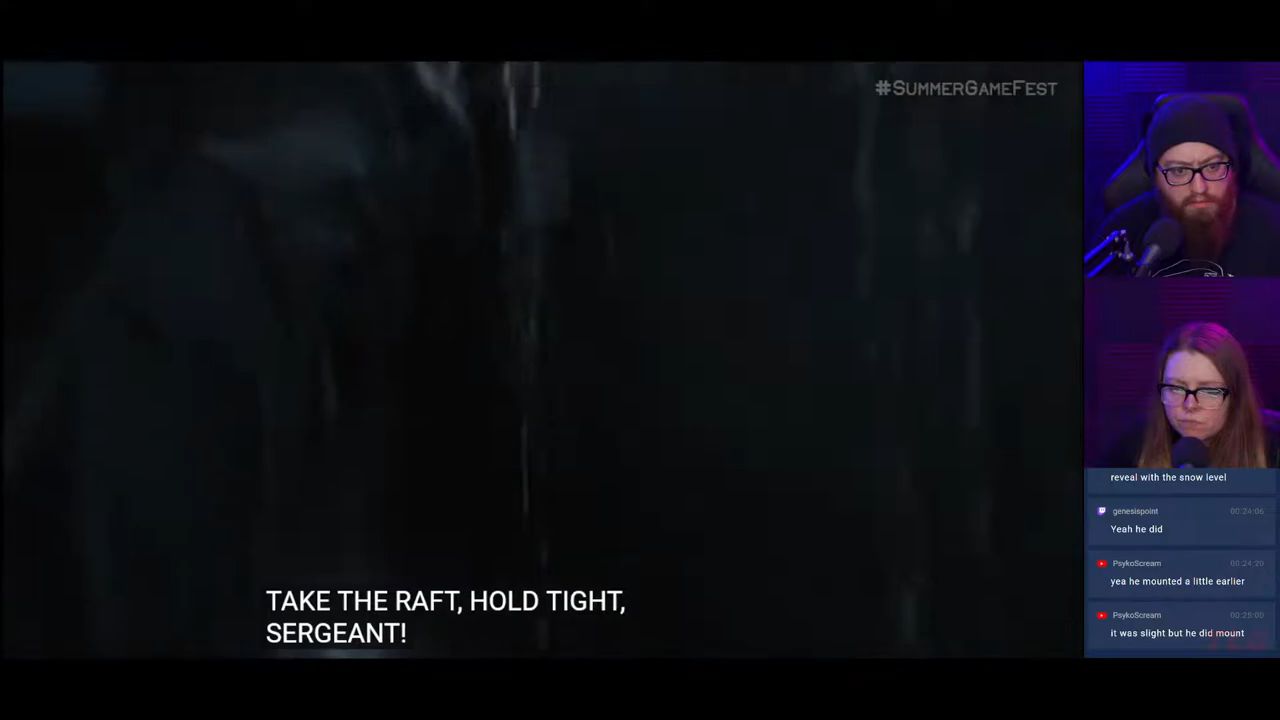 #SUMMERGAMEFEST
TAKE THE RAFT, HOLD TIGHT,
SERGEANT!
reveal with the snow level
genesispoint 00:24:06
Yeah he did
PsykoScream 00:24:20
yea he mounted a little earlier
PsykoScream 00:25:00
it was slight but he did mount